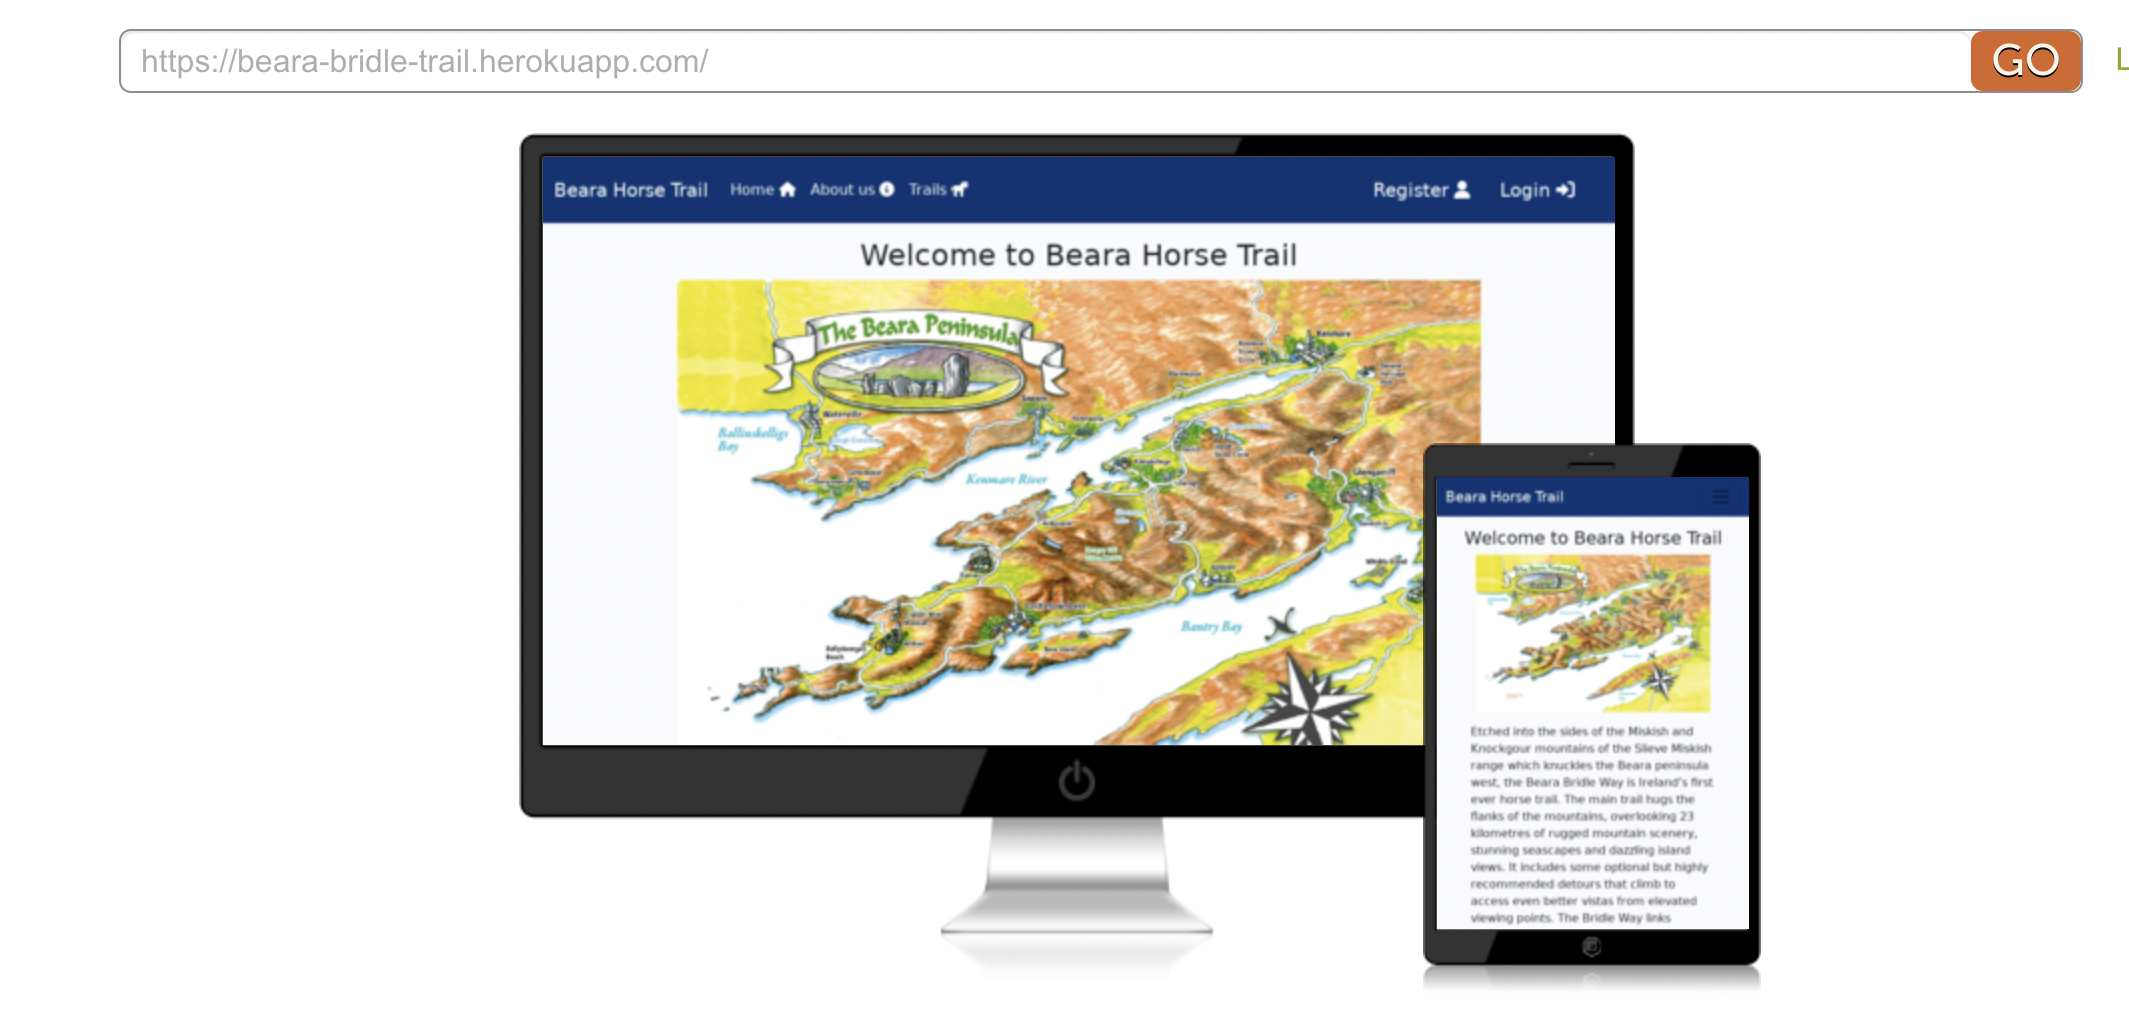 https://beara-bridle-trail.herokuapp.com/
GO
L
Beara Horse Trail
Home
About us
Trails
Register
Login
Welcome to Beara Horse Trail
The Beara Peninsula
Waterville
Ballinskelligs
Bay
Kenmare River
Bantry Bay
Beara Horse Trail
Welcome to Beara Horse Trail
Etched into the sides of the Miskish and
Knockgour mountains of the Slieve Miskish
range which knuckles the Beara peninsula
west, the Beara Bridle Way is Ireland's first
ever horse trail. The main trail hugs the
flanks of the mountains, overlooking 23
kilometres of rugged mountain scenery,
stunning seascapes and dazzling island
views. It includes some optional but highly
recommended detours that climb to
access even better vistas from elevated
viewing points. The Bridle Way links